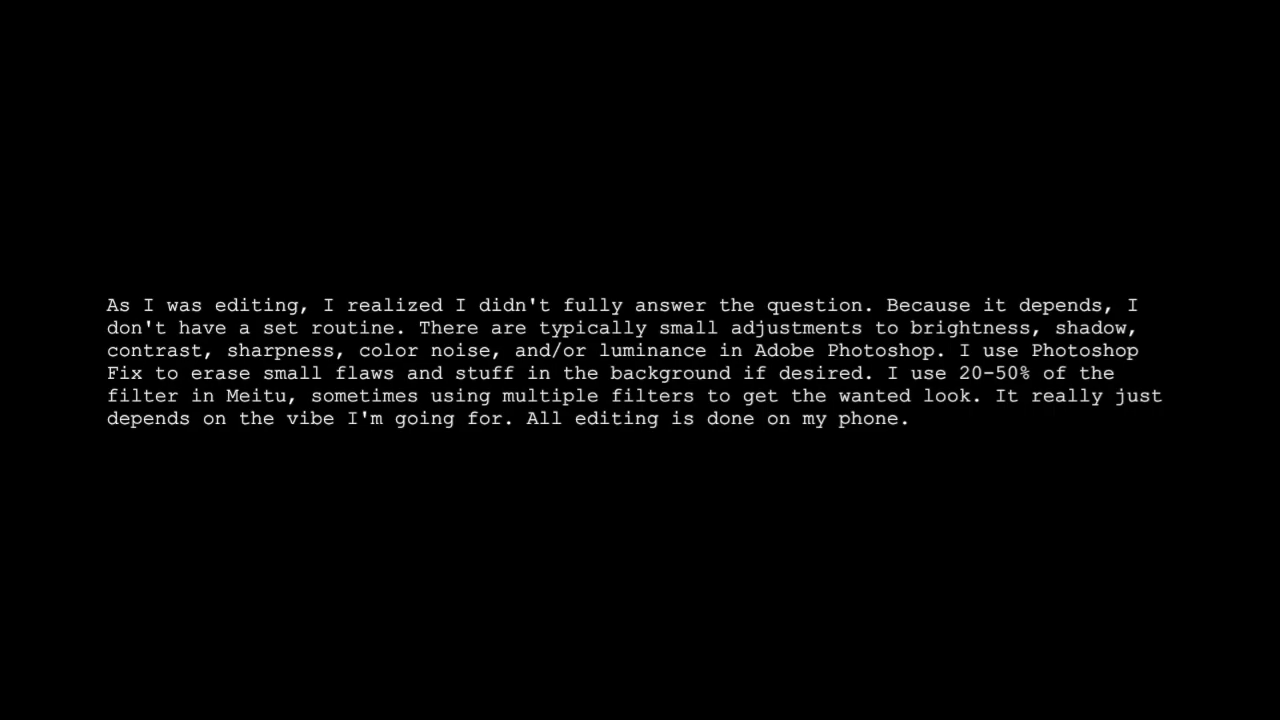 As I was editing, I realized I didn't fully answer the question. Because it depends, I
don't have a set routine. There are typically small adjustments to brightness, shadow,
contrast, sharpness, color noise, and/or luminance in Adobe Photoshop. I use Photoshop
Fix to erase small flaws and stuff in the background if desired. I use 20-50% of the
filter in Meitu, sometimes using multiple filters to get the wanted look. It really just
depends on the vibe I'm going for. All editing is done on my phone.